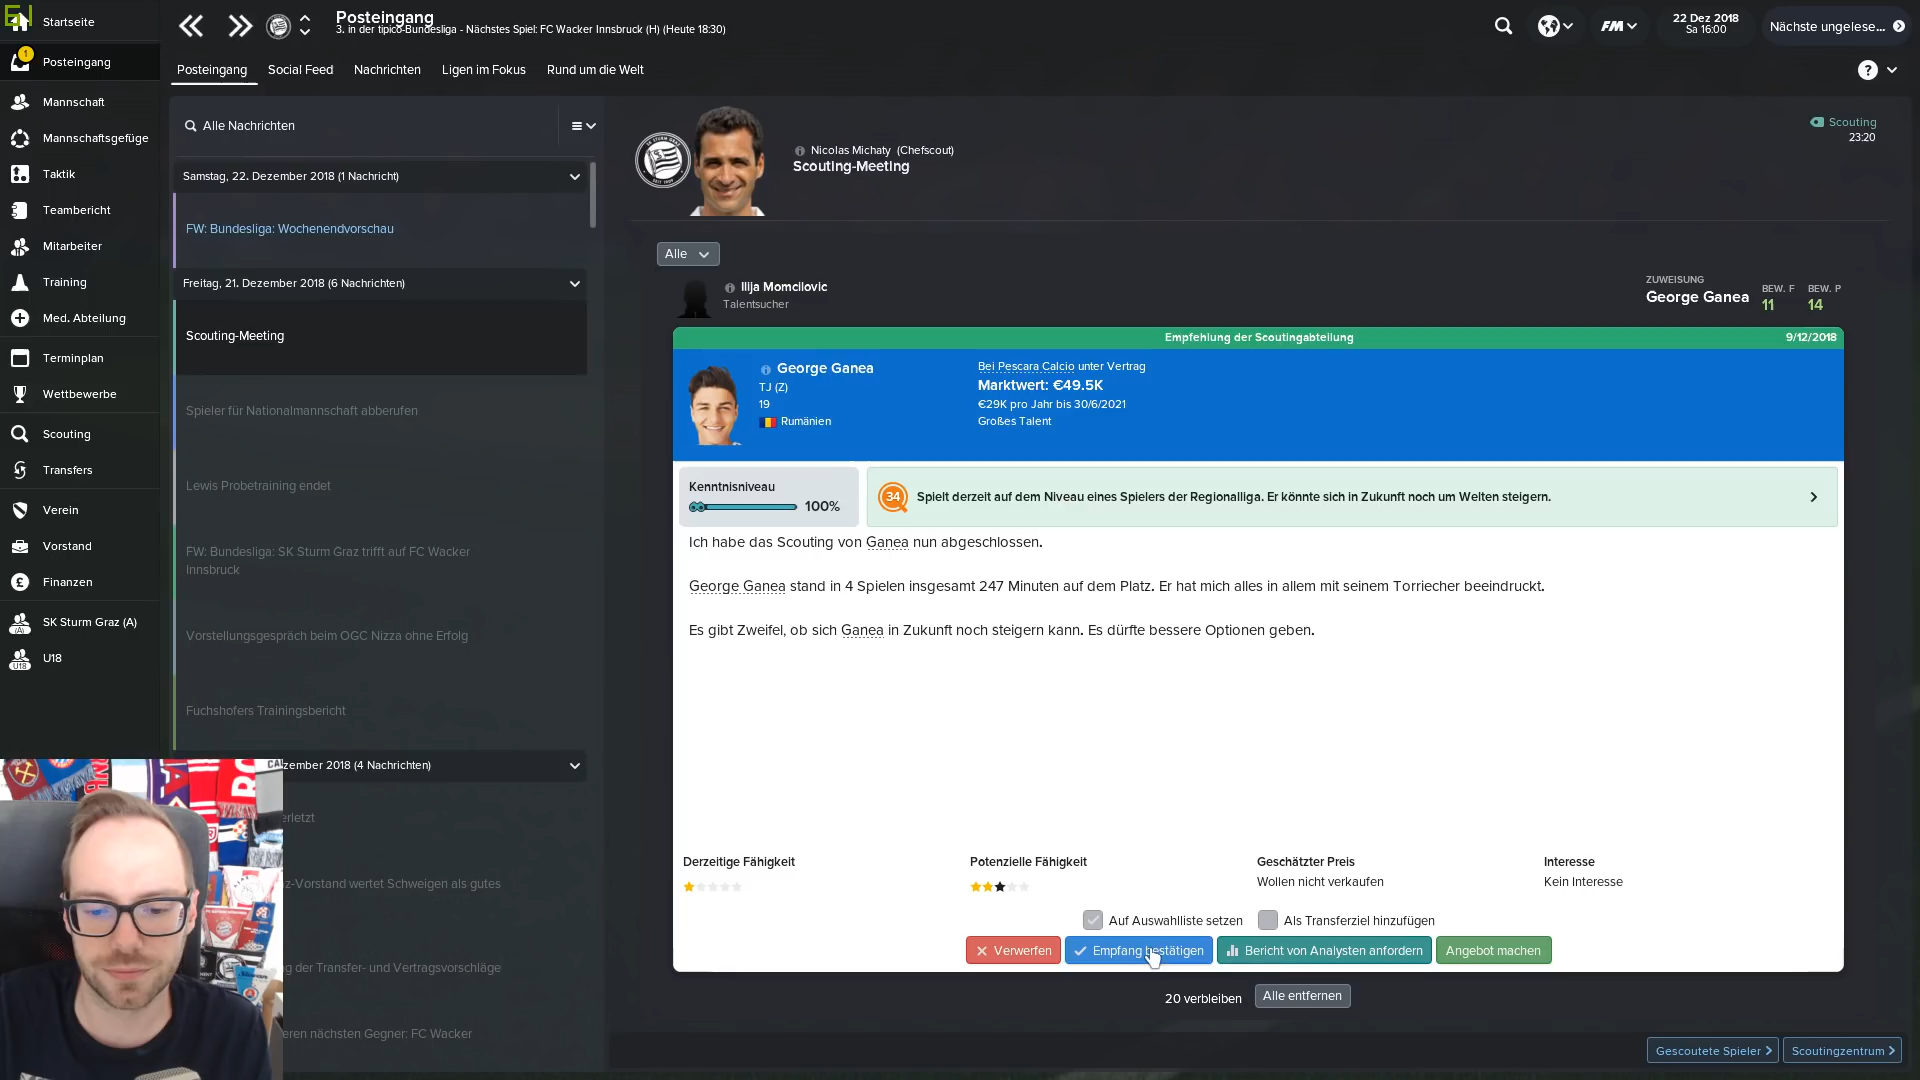 Startseite
1
Posteingang
Mannschaft
Mannschaftsgefüge
Taktik
Teambericht
Mitarbeiter
Training
Med. Abteilung
Terminplan
Wettbewerbe
Scouting
Transfers
Verein
Vorstand
Finanzen
SK Sturm Graz (A)
U18
Posteingang
3. in der tipico-Bundesliga - Nächstes Spiel: FC Wacker Innsbruck (H) (Heute 18:30)
FM
22 Dez 2018
Sa 16:00
Nächste ungelese...
Posteingang Social Feed Nachrichten Ligen im Fokus Rund um die Welt
?
Alle Nachrichten
Samstag, 22. Dezember 2018 (1 Nachricht)
FW: Bundesliga: Wochenendvorschau
Freitag, 21. Dezember 2018 (6 Nachrichten)
Scouting-Meeting
Spieler für Nationalmannschaft abberufen
Lewis Probetraining endet
FW: Bundesliga: SK Sturm Graz trifft auf FC Wacker
Innsbruck
Vorstellungsgespräch beim OGC Nizza ohne Erfolg
Fuchshofers Trainingsbericht
zember 2018 (4 Nachrichten)
erletzt
z-Vorstand wertet Schweigen als gutes
g der Transfer- und Vertragsvorschläge
eren nächsten Gegner: FC Wacker
Nicolas Michaty (Chefscout)
Scouting-Meeting
Scouting
23:20
Alle
Ilija Momcilovic
Talentsucher
ZUWEISUNG
George Ganea
BEW. F
11
BEW. P
14
Empfehlung der Scoutingabteilung
9/12/2018
George Ganea
TJ (Z)
19
Rumänien
Bei Pescara Calcio unter Vertrag
Marktwert: €49.5K
€29K pro Jahr bis 30/6/2021
Großes Talent
Kenntnisniveau
100%
34
Spielt derzeit auf dem Niveau eines Spielers der Regionalliga. Er könnte sich in Zukunft noch um Welten steigern.
Ich habe das Scouting von Ganea nun abgeschlossen.
George Ganea stand in 4 Spielen insgesamt 247 Minuten auf dem Platz. Er hat mich alles in allem mit seinem Torriecher beeindruckt.
Es gibt Zweifel, ob sich Ganea in Zukunft noch steigern kann. Es dürfte bessere Optionen geben.
Derzeitige Fähigkeit
Potenzielle Fähigkeit
Geschätzter Preis
Wollen nicht verkaufen
Interesse
Kein Interesse
Auf Auswahlliste setzen
Als Transferziel hinzufügen
Verwerfen
Empfang bestätigen
Bericht von Analysten anfordern
Angebot machen
20 verbleiben
Alle entfernen
Gescoutete Spieler
Scoutingzentrum